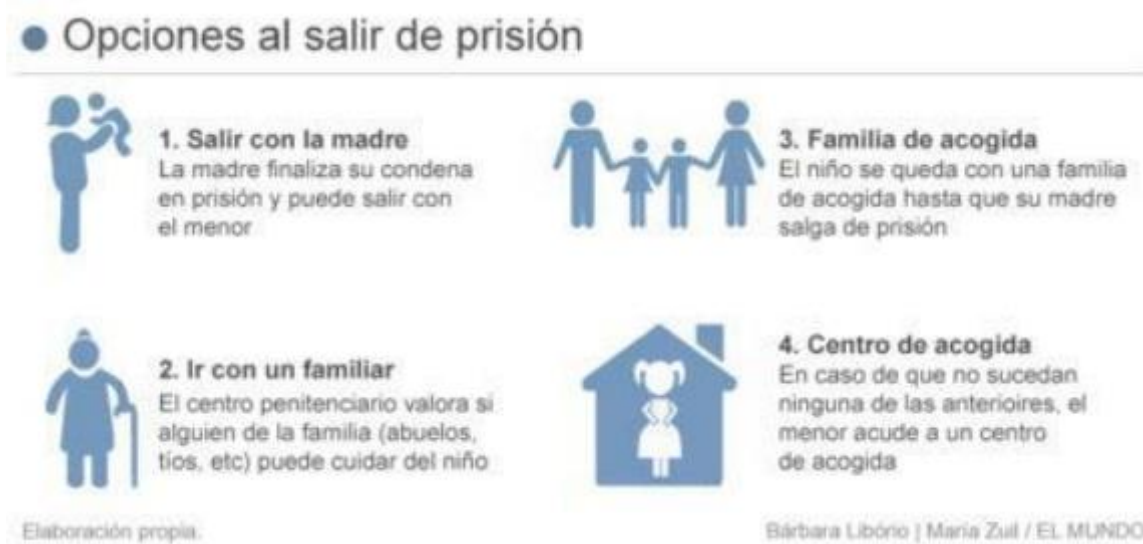 Opciones al salir de prisión
1. Salir con la madre
La madre finaliza su condena
en prisión y puede salir con
el menor
2. Ir con un familiar
El centro penitenciario valora si
alguien de la familia (abuelos,
tíos, etc) puede cuidar del niño
3. Familia de acogida
El niño se queda con una familia
de acogida hasta que su madre
salga de prisión
4. Centro de acogida
En caso de que no sucedan
ninguna de las anterioires, el
menor acude a un centro
de acogida
Elaboración propia.
Bárbara Libório | María Zuil / EL MUNDO